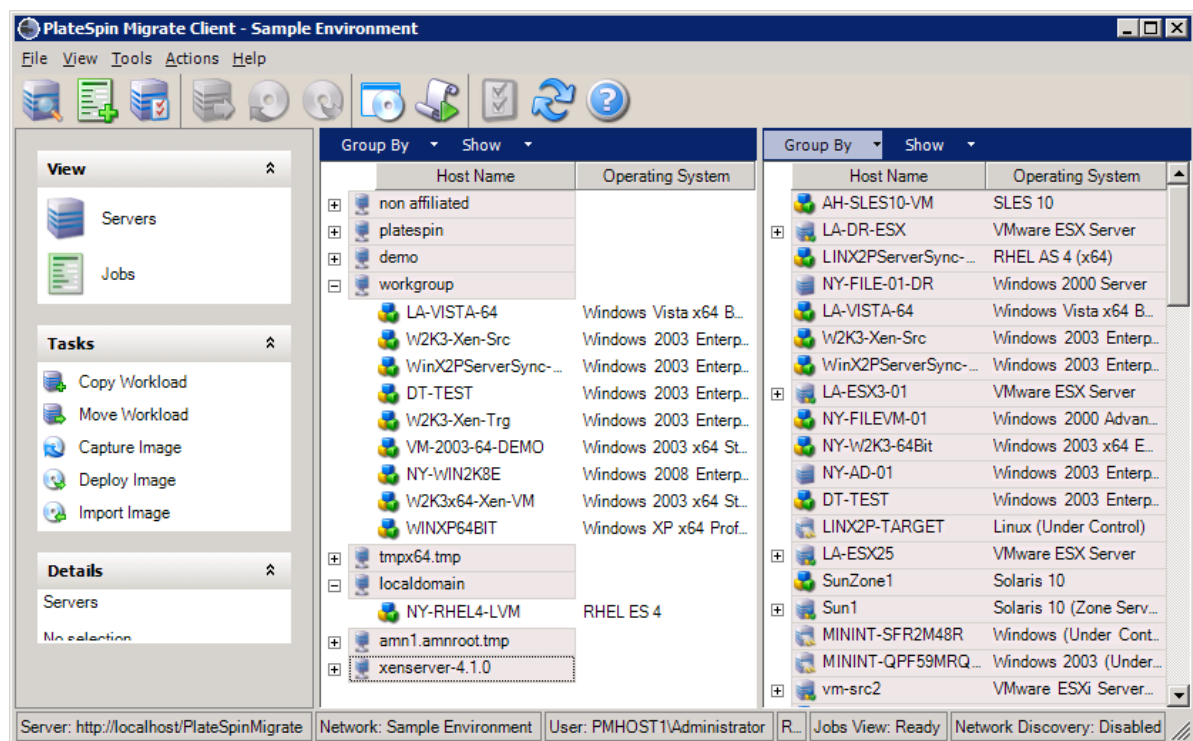 PlateSpin Migrate Client - Sample Environment
File View Tools Actions Help
View
Servers
Jobs
Tasks
Copy Workload
Move Workload
Capture Image
Deploy Image
Import Image
Details
Servers
No selection
Group By Show
Host Name Operating System
non affiliated
platespin
demo
workgroup
LA-VISTA-64 Windows Vista x64 B...
W2K3-Xen-Src Windows 2003 Enterp...
WinX2PServerSync-... Windows 2003 Enterp...
DT-TEST Windows 2003 Enterp...
W2K3-Xen-Trg Windows 2003 Enterp...
VM-2003-64-DEMO Windows 2003 x64 St...
NY-WIN2K8E Windows 2008 Enterp...
W2K3x64-Xen-VM Windows 2003 x64 St...
WINXP64BIT Windows XP x64 Prof...
tmpx64.tmp
localdomain
NY-RHEL4-LVM RHEL ES 4
amn1.amnroot.tmp
xenserver-4.1.0
Group By Show
Host Name Operating System
AH-SLES10-VM SLES 10
LA-DR-ESX VMware ESX Server
LINX2PServerSync-... RHEL AS 4 (x64)
NY-FILE-01-DR Windows 2000 Server
LA-VISTA-64 Windows Vista x64 B...
W2K3-Xen-Src Windows 2003 Enterp...
WinX2PServerSync-... Windows 2003 Enterp...
LA-ESX3-01 VMware ESX Server
NY-FILEVM-01 Windows 2000 Advan...
NY-W2K3-64Bit Windows 2003 x64 E...
NY-AD-01 Windows 2003 Enterp...
DT-TEST Windows 2003 Enterp...
LINX2P-TARGET Linux (Under Control)
LA-ESX25 VMware ESX Server
SunZone1 Solaris 10
Sun1 Solaris 10 (Zone Serv...
MININT-SFR2M48R Windows (Under Cont...
MININT-QPF59MRQ... Windows 2003 (Under...
vm-src2 VMware ESXi Server...
Server: http://localhost/PlateSpinMigrate Network: Sample Environment User: PMHOST1\Administrator R... Jobs View: Ready Network Discovery: Disabled